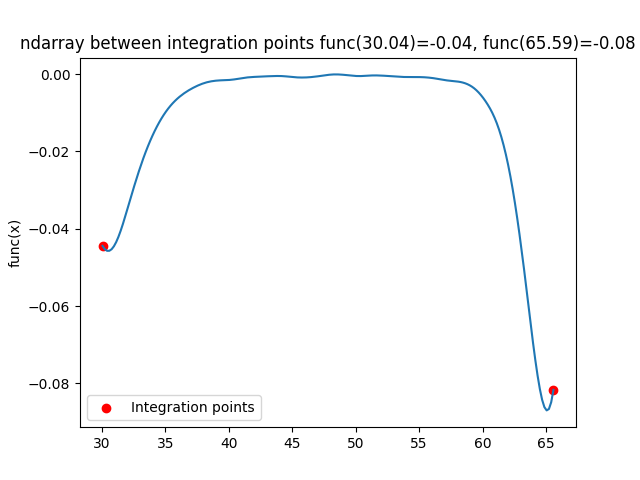 ndarray between integration points func(30.04)=-0.04, func(65.59)=-0.08
func(x)
0.00
−0.02
−0.04
−0.06
−0.08
Integration points
30 35 40 45 50 55 60 65